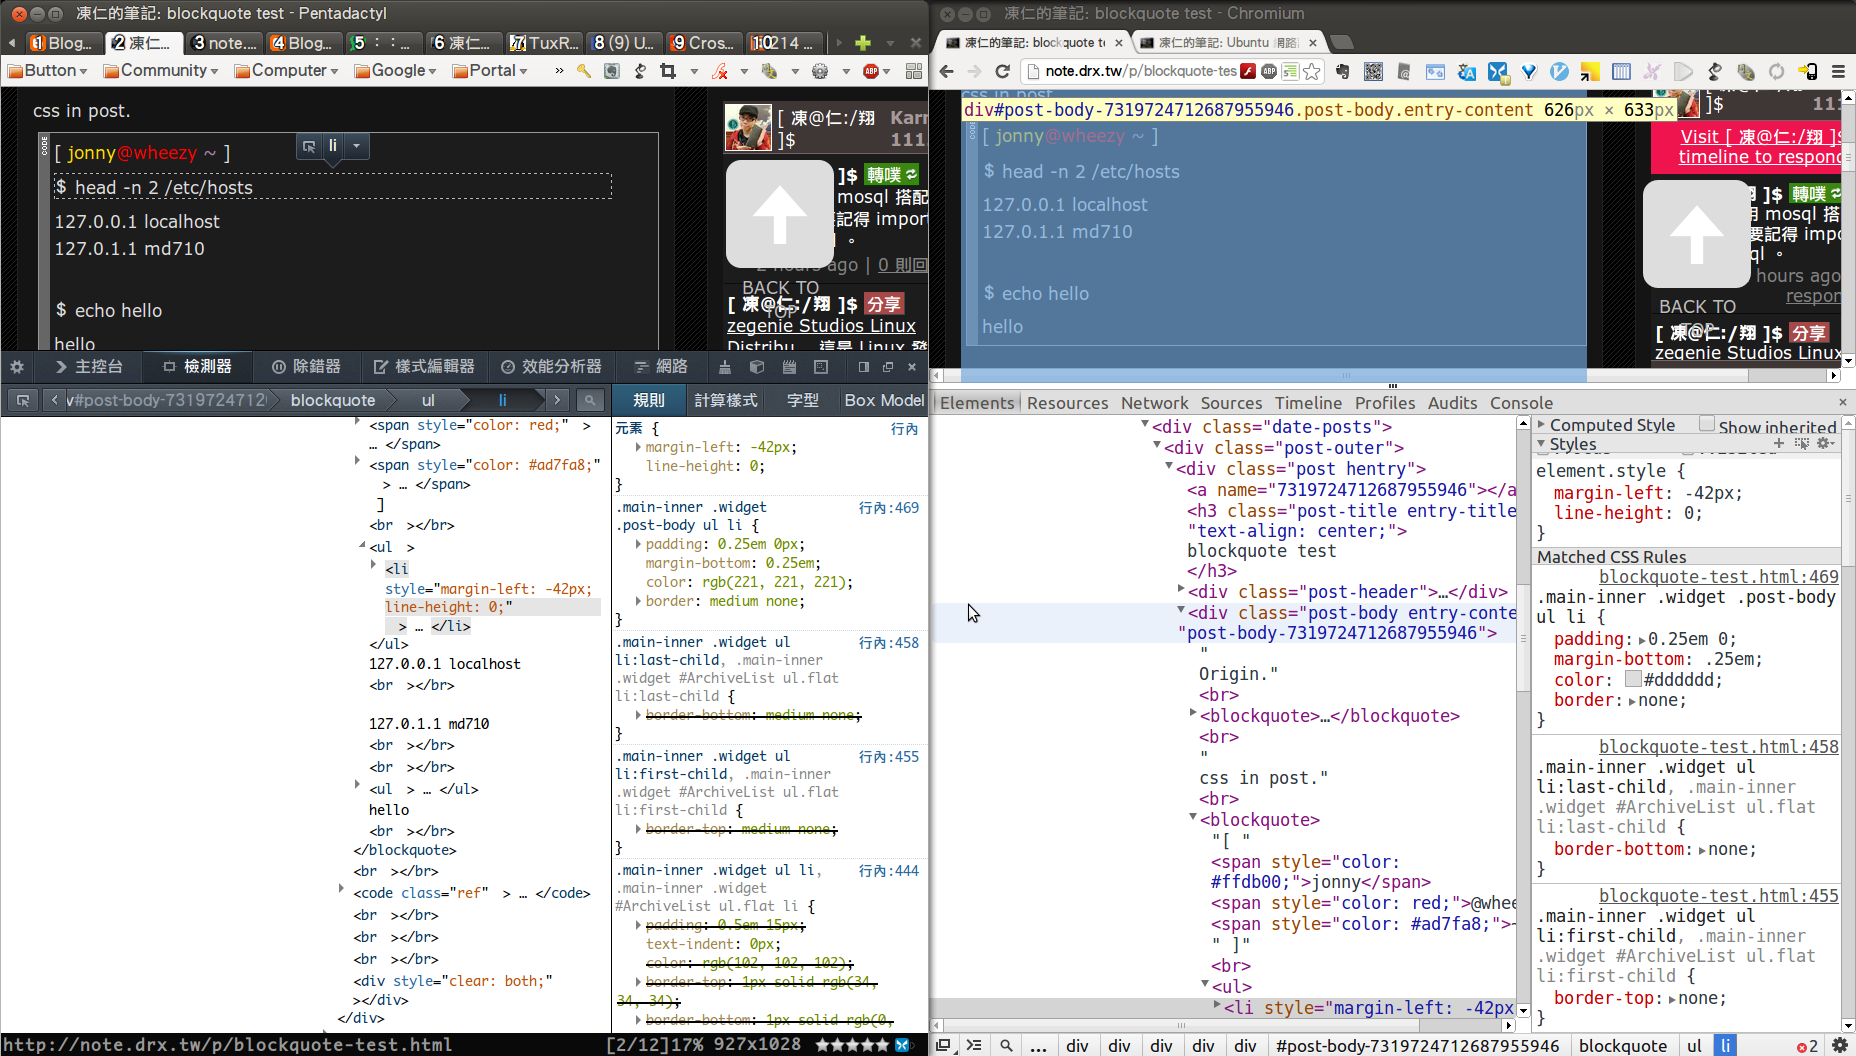 凍仁的筆記: blockquote test - Pentadactyl
1 Blog...
2 凍仁...
3 note....
4 Blog...
5 : : ...
6 凍仁...
7 TuxR...
8 (9) U...
9 Cros...
10 214 ...
Button
Community
Computer
Google
Portal
»
css in post.
CODE
[ jonny@wheezy ~ ]
li
$ head -n 2 /etc/hosts
127.0.0.1 localhost
127.0.1.1 md710
$ echo hello
hello
[ 凍@仁:/翔 ]$
Karm
111.
]$ 轉噗
mosql 搭配
記得 impor
2 hours ago | 0 則回
BACK TO TOP
[ 凍@仁:/翔 ]$ 分享
zegenie Studios Linux
主控台
檢測器
除錯器
樣式編輯器
效能分析器
網路
v#post-body-73197247126
blockquote
ul
li
規則
計算樣式
字型
Box Model
<span style="color: red;" >
… </span>
<span style="color: #ad7fa8;"
> … </span>
]
<br ></br>
<ul >
<li
style="margin-left: -42px;
line-height: 0;"
> … </li>
</ul>
127.0.0.1 localhost
<br ></br>
127.0.1.1 md710
<br ></br>
<br ></br>
<ul > … </ul>
hello
<br ></br>
</blockquote>
<br ></br>
<code class="ref" > … </code>
<br ></br>
<br ></br>
<br ></br>
<div style="clear: both;"
></div>
</div>
元素 {
行內
margin-left: -42px;
line-height: 0;
}
.main-inner .widget
行內:469
.post-body ul li {
padding: 0.25em 0px;
margin-bottom: 0.25em;
color: rgb(221, 221, 221);
border: medium none;
}
.main-inner .widget ul
行內:458
li:last-child, .main-inner
.widget #ArchiveList ul.flat
li:last-child {
border-bottom: medium none;
}
.main-inner .widget ul
行內:455
li:first-child, .main-inner
.widget #ArchiveList ul.flat
li:first-child {
border-top: medium none;
}
.main-inner .widget ul li,
行內:444
.main-inner .widget
#ArchiveList ul.flat li {
padding: 0.5em 15px;
text-indent: 0px;
color: rgb(102, 102, 102);
border-top: 1px solid rgb(34,
34, 34);
border-bottom: 1px solid rgb(0,
http://note.drx.tw/p/blockquote-test.html
[2/12]17% 927x1028 ★★★★★
凍仁的筆記: blockquote test - Chromium
凍仁的筆記: blockquote te
凍仁的筆記: Ubuntu 網路
note.drx.tw/p/blockquote-tes
css in post
div#post-body-7319724712687955946.post-body.entry-content 626px × 633px
CODE
[ jonny@wheezy ~ ]
$ head -n 2 /etc/hosts
127.0.0.1 localhost
127.0.1.1 md710
$ echo hello
hello
]$
111
Visit [ 凍@仁:/翔 ]$
timeline to respond
]$ 轉噗
用 mosql 搭
要記得 impo
ql 。
hours ago
respon
BACK TO TOP
[ 凍@仁:/翔 ]$ 分享
zegenie Studios Linux
Elements
Resources
Network
Sources
Timeline
Profiles
Audits
Console
<div class="date-posts">
<div class="post-outer">
<div class="post hentry">
<a name="7319724712687955946"></a
<h3 class="post-title entry-title
"text-align: center;">
blockquote test
</h3>
<div class="post-header">…</div>
<div class="post-body entry-conte
"post-body-7319724712687955946">
"
Origin."
<br>
<blockquote>…</blockquote>
<br>
"
css in post."
<br>
<blockquote>
"[ "
<span style="color:
#ffdb00;">jonny</span>
<span style="color: red;">@whee
<span style="color: #ad7fa8;">~
" ]"
<br>
<ul>
<li style="margin-left: -42px
Computed Style
Show inherited
Styles
element.style {
margin-left: -42px;
line-height: 0;
}
Matched CSS Rules
blockquote-test.html:469
.main-inner .widget .post-body
ul li {
padding: 0.25em 0;
margin-bottom: .25em;
color: #dddddd;
border: none;
}
blockquote-test.html:458
.main-inner .widget ul
li:last-child, .main-inner
.widget #ArchiveList ul.flat
li:last-child {
border-bottom: none;
}
blockquote-test.html:455
.main-inner .widget ul
li:first-child, .main-inner
.widget #ArchiveList ul.flat
li:first-child {
border-top: none;
}
...
div
div
div
div
div
#post-body-7319724712687955946
blockquote
ul
li
2